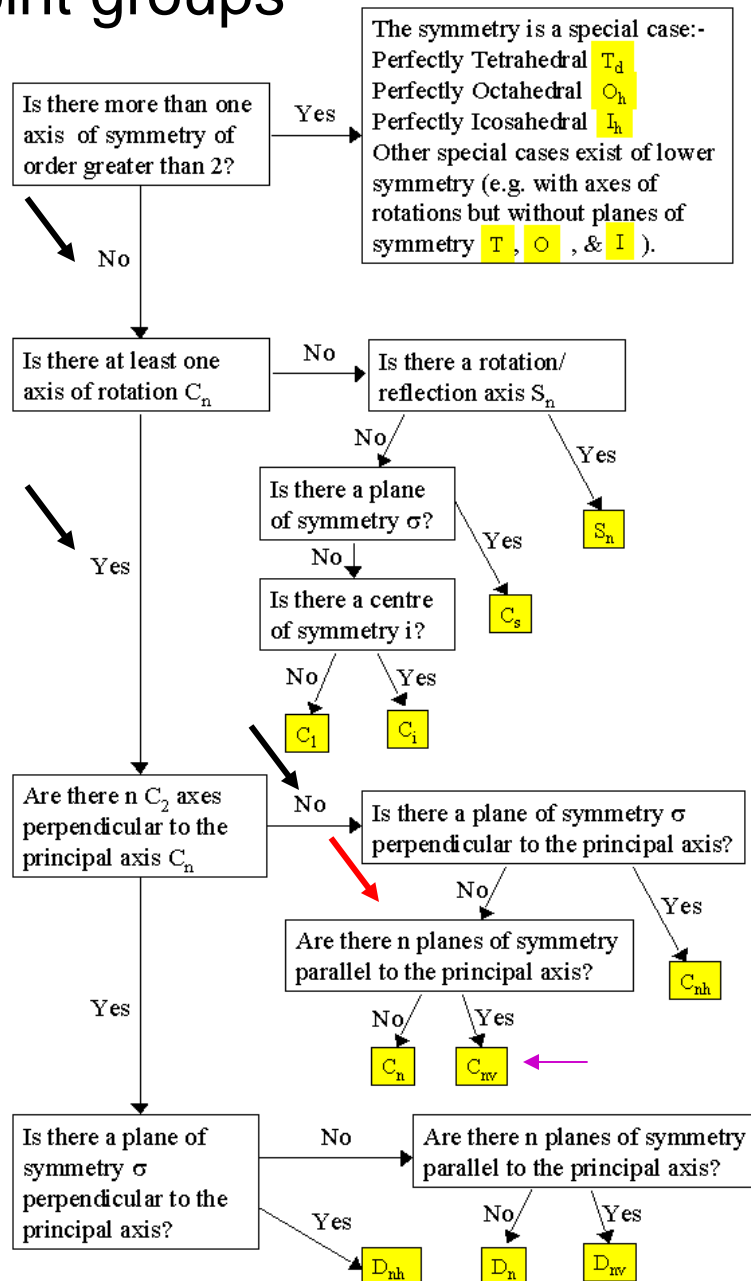 int groups
The symmetry is a special case:-
Perfectly Tetrahedral Td
Perfectly Octahedral Oh
Perfectly Icosahedral Ih
Other special cases exist of lower
symmetry (e.g. with axes of
rotations but without planes of
symmetry T, O , & I ).
Is there more than one
axis of symmetry of
order greater than 2?
Yes
No
Is there at least one
axis of rotation Cn
No
Is there a rotation/
reflection axis Sn
No
Yes
Is there a plane
of symmetry σ?
Sn
Yes
No
Yes
Is there a centre
of symmetry i?
Cs
No
Yes
C1
Ci
Are there n C2 axes
perpendicular to the
principal axis Cn
No
Is there a plane of symmetry σ
perpendicular to the principal axis?
No
Yes
Are there n planes of symmetry
parallel to the principal axis?
Cnh
Yes
No
Yes
Cn
Cnv
Is there a plane of
symmetry σ
perpendicular to the
principal axis?
No
Are there n planes of symmetry
parallel to the principal axis?
Yes
No
Yes
Dnh
Dn
Dnv